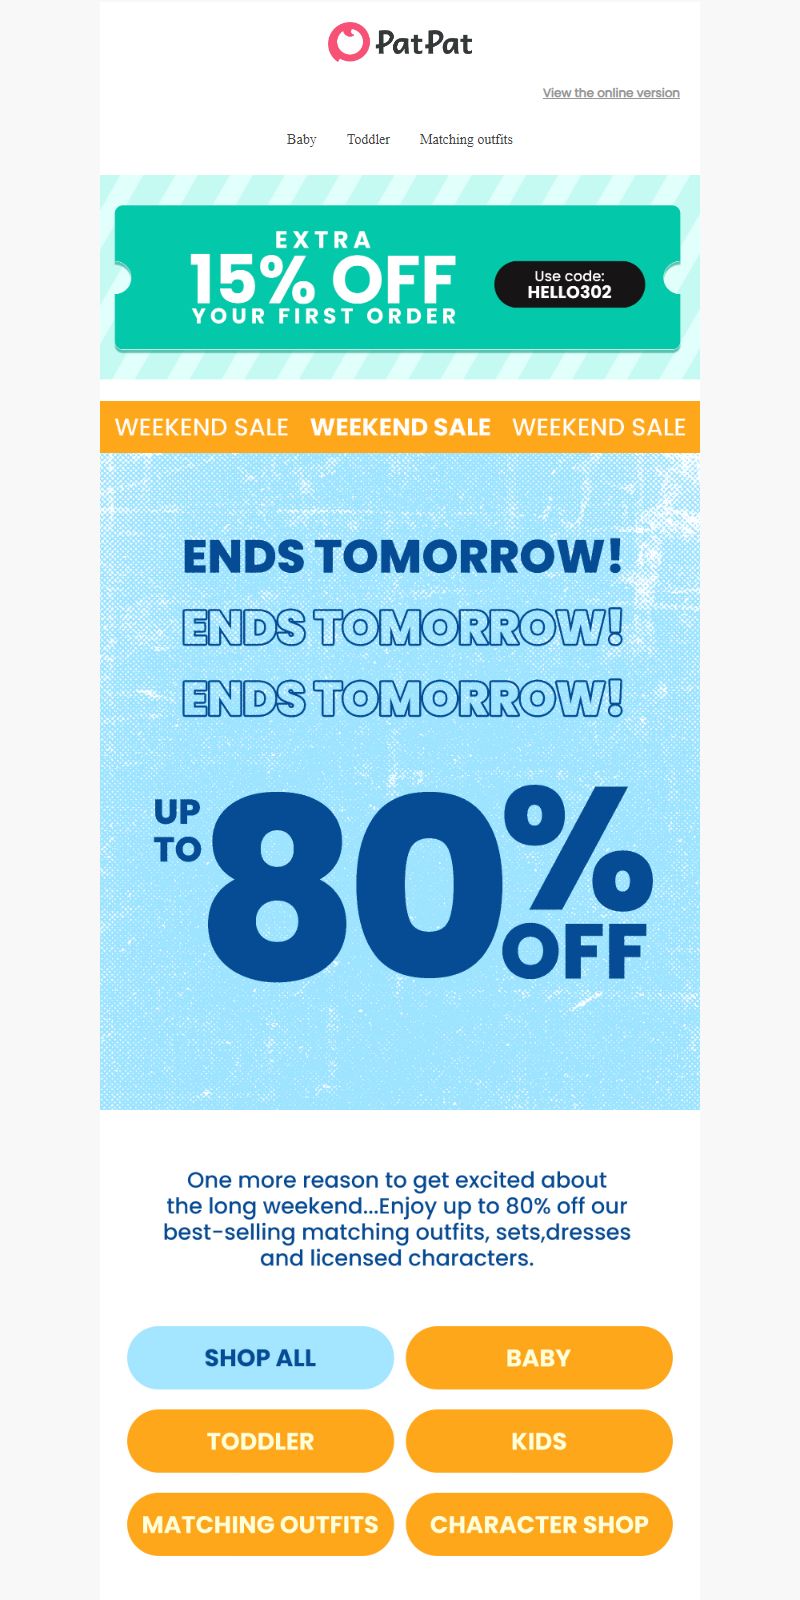 PatPat
View the online version
Baby Toddler Matching outfits
EXTRA
15% OFF
YOUR FIRST ORDER
Use code:
HELLO302
WEEKEND SALE WEEKEND SALE WEEKEND SALE
ENDS TOMORROW!
ENDS TOMORROW!
ENDS TOMORROW!
UP
TO
80%
OFF
One more reason to get excited about
the long weekend...Enjoy up to 80% off our
best-selling matching outfits, sets,dresses
and licensed characters.
SHOP ALL
BABY
TODDLER
KIDS
MATCHING OUTFITS
CHARACTER SHOP